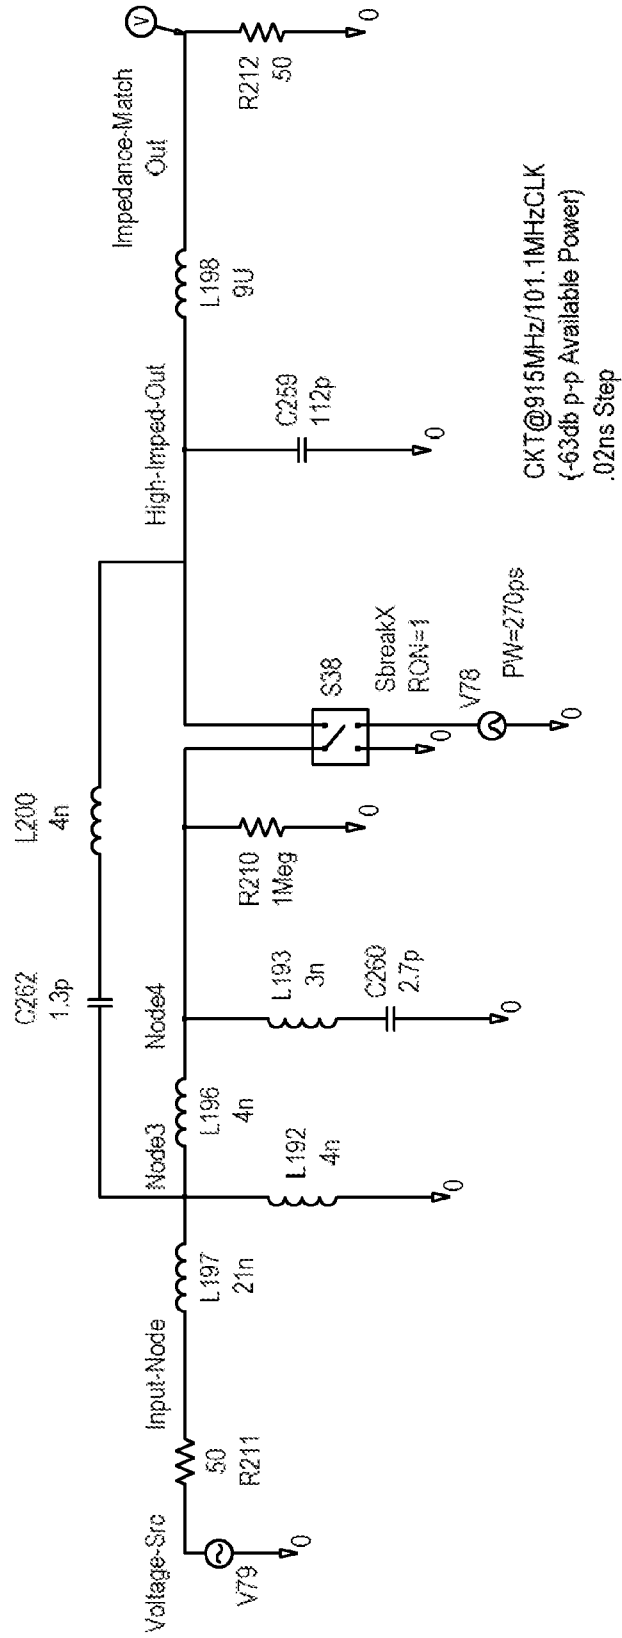 Voltage-Src
V79
0
50
R211
Input-Node
L197
21n
Node3
L192
4n
0
L196
4n
Node4
C262
1.3p
L200
4n
L193
3n
C260
2.7p
0
R210
1Meg
0
S38
SbreakX
RON=1
0
V78
PW=270ps
0
High-Imped-Out
C259
112p
0
L198
9U
Impedance-Match
Out
V
R212
50
0
CKT@915MHz/101.1MHzCLK
(-63db p-p Available Power)
.02ns Step